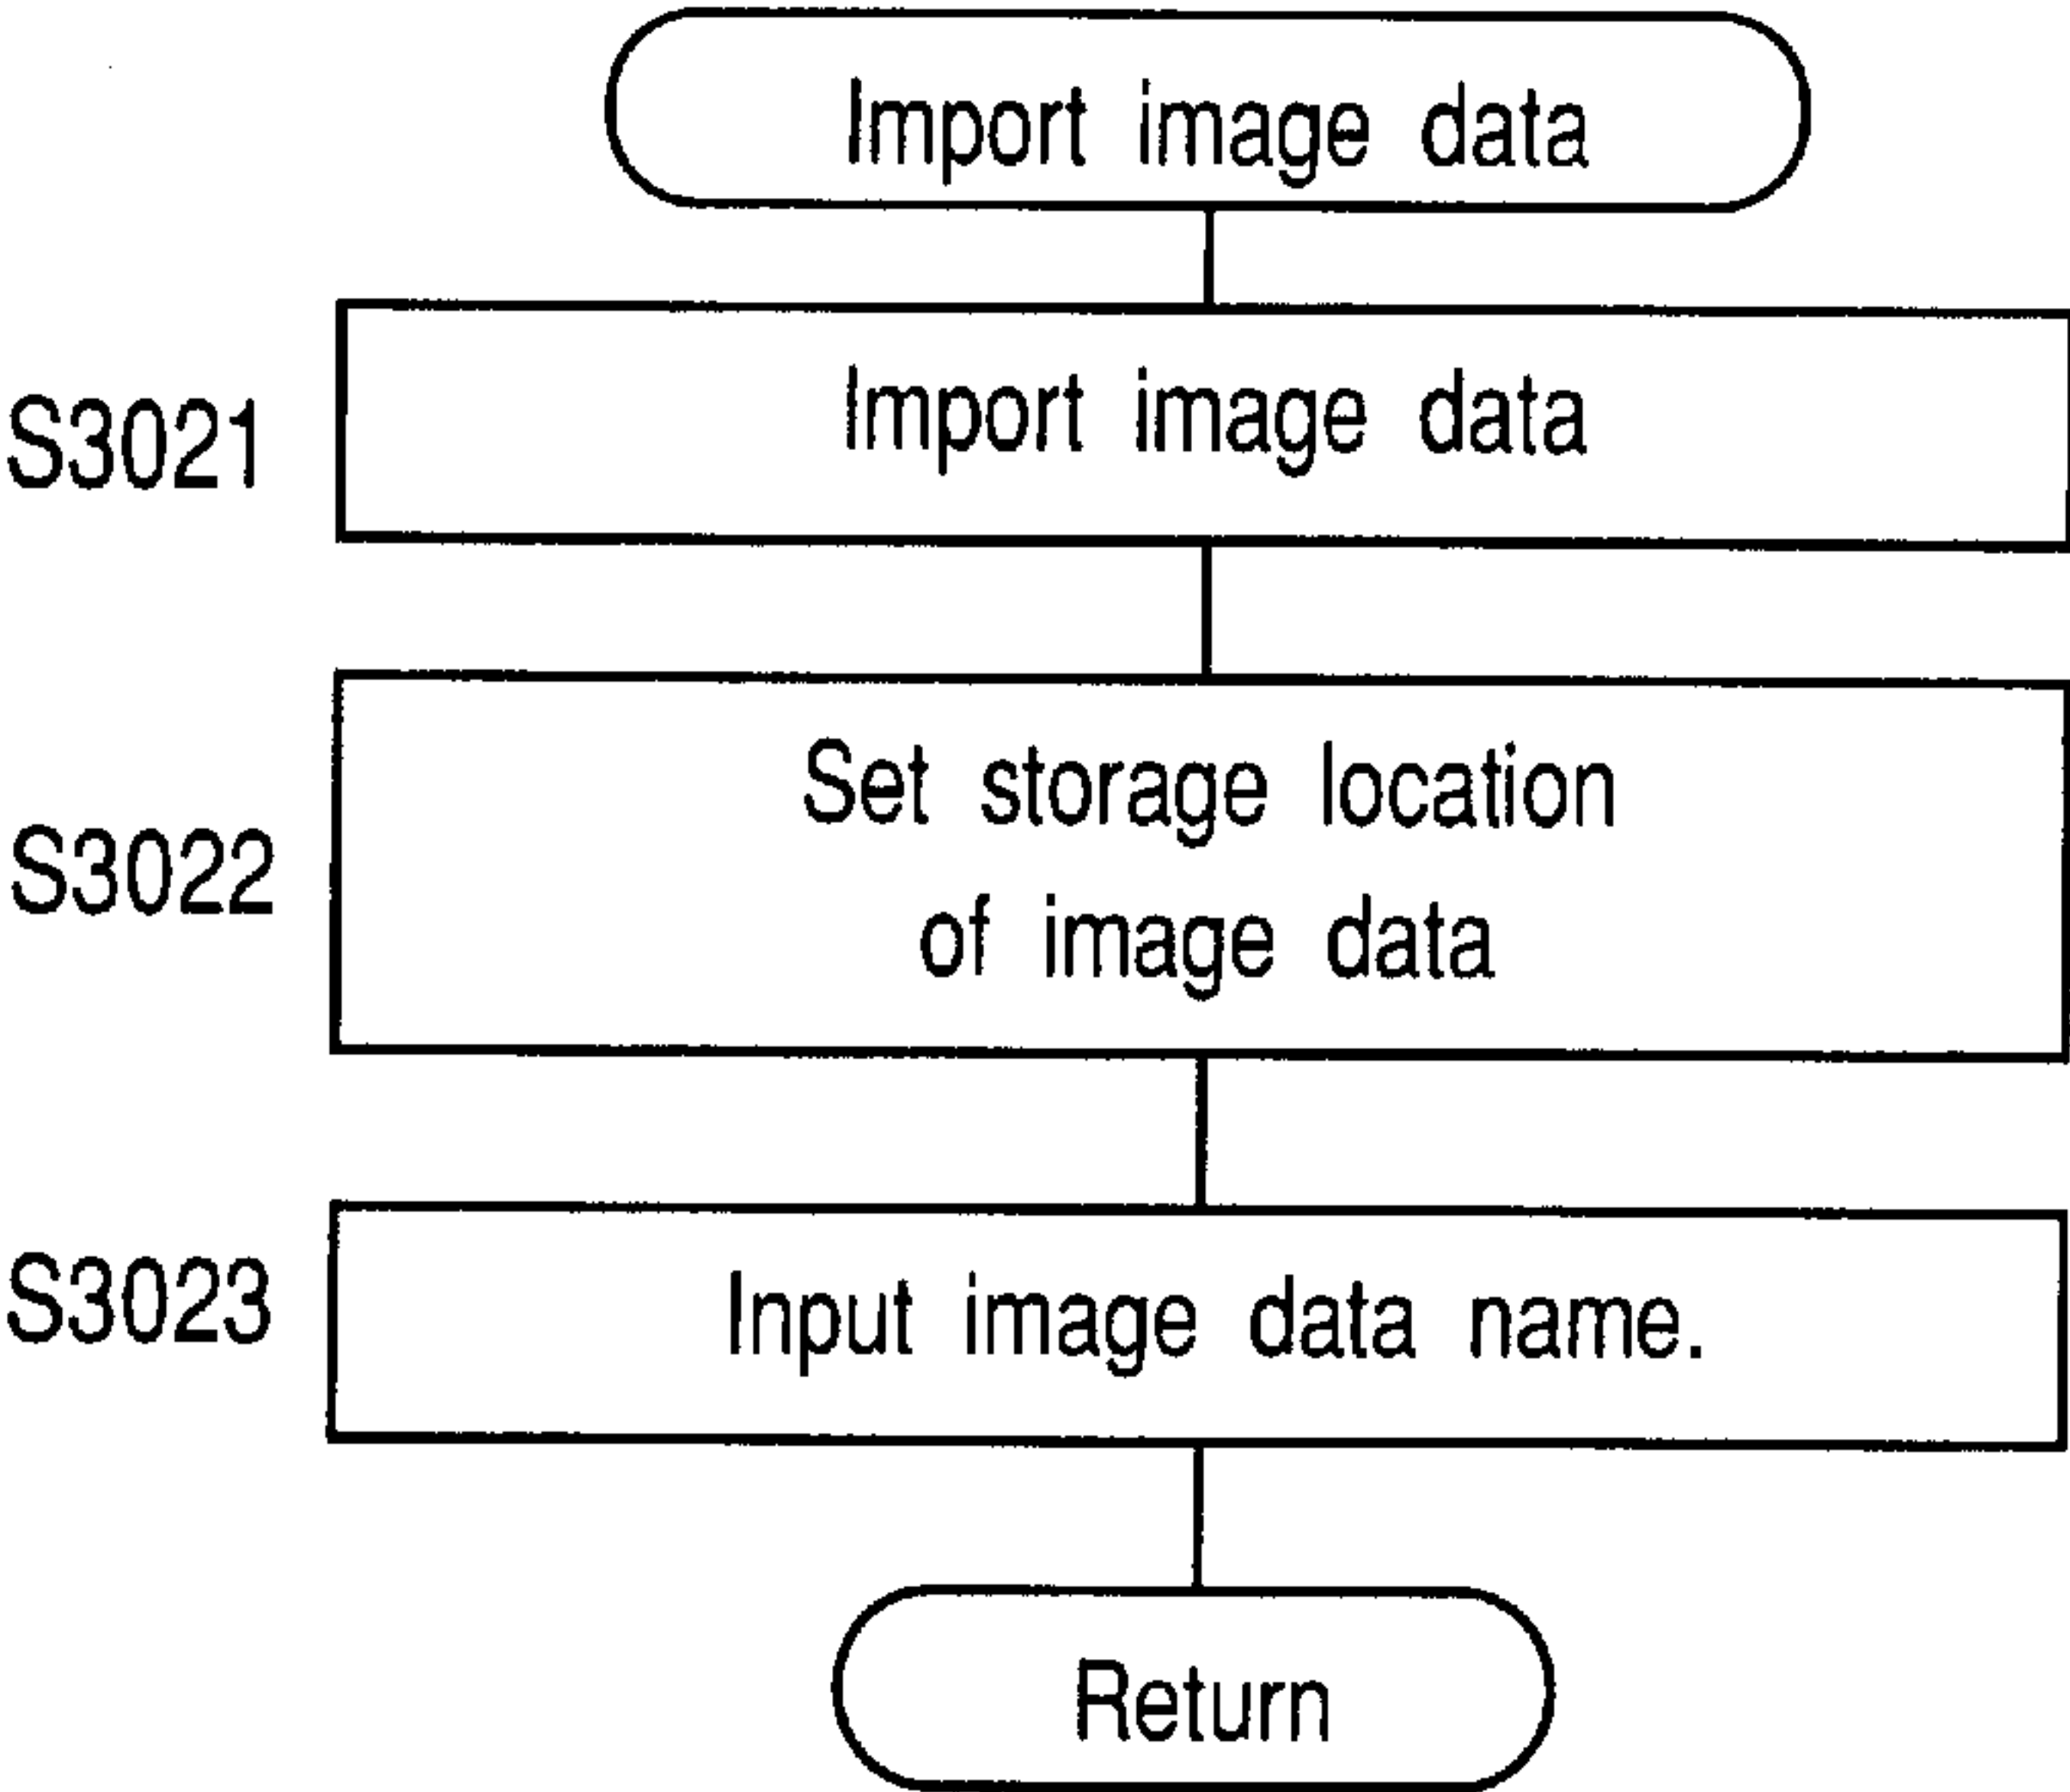 Import image data
S3021
Import image data
S3022
Set storage location
of image data
S3023
Input image data name.
Return